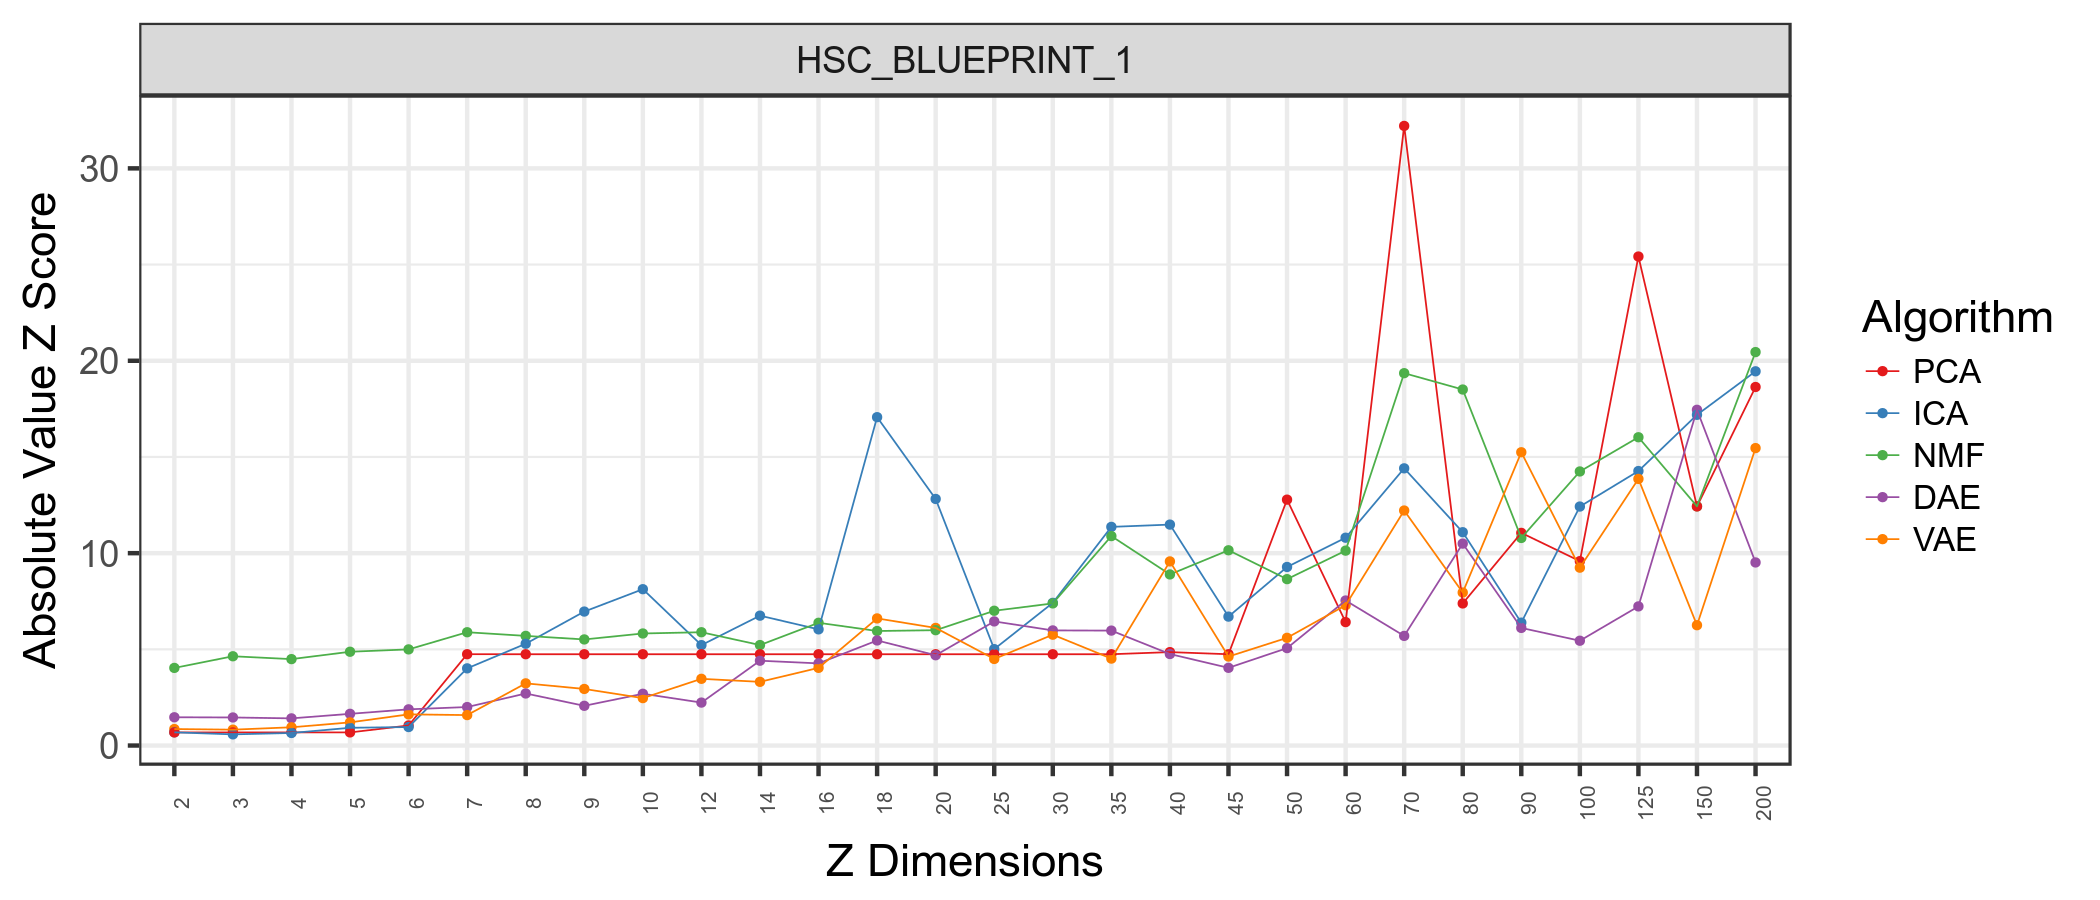 HSC_BLUEPRINT_1
Absolute Value Z Score
30
20
10
0
2 3 4 5 6 7 8 9 10 12 14 16 18 20 25 30 35 40 45 50 60 70 80 90 100 125 150 200
Z Dimensions
Algorithm
PCA
ICA
NMF
DAE
VAE